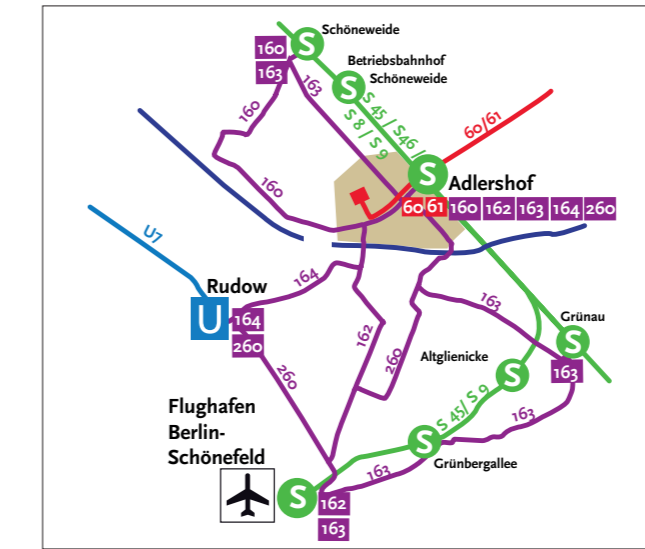 S
Schöneweide
160
163
Betriebsbahnhof
Schöneweide
S
163
160
S 45 / S46 /
S 8 / S 9
60/61
S
Adlershof
60 61 160 162 163 164 260
160
U7
Rudow
U
164
260
164
162
260
163
Grünau
S
163
Altglienicke
S
260
S 45/ S 9
163
S
Grünbergallee
Flughafen
Berlin-
Schönefeld
S
163
162
163